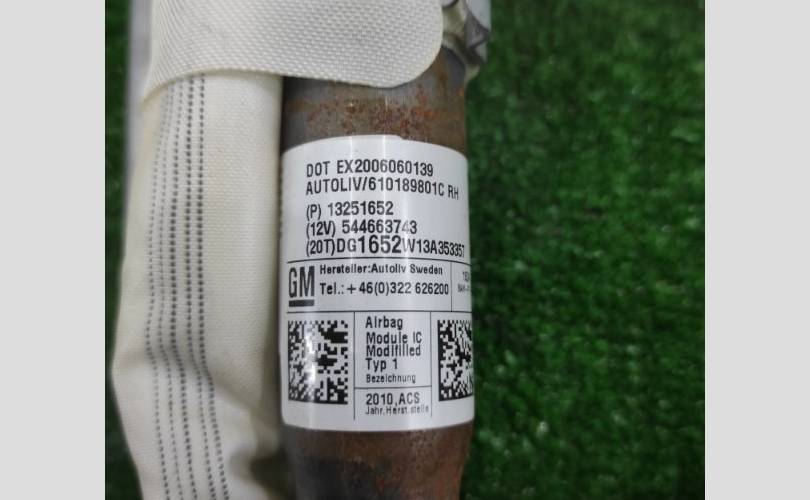 DOT EX2006060139
AUTOLIV/610189801C RH
(P) 13251652
(12V) 544663743
(20T)DG1652W13A353357
GM
Hersteller:Autoliv Sweden
Tel.:+46(0)322 626200
Airbag
Module IC
Modifilled
Typ 1
Bezeichnung
2010,ACS
Jahr,Herst.stelle